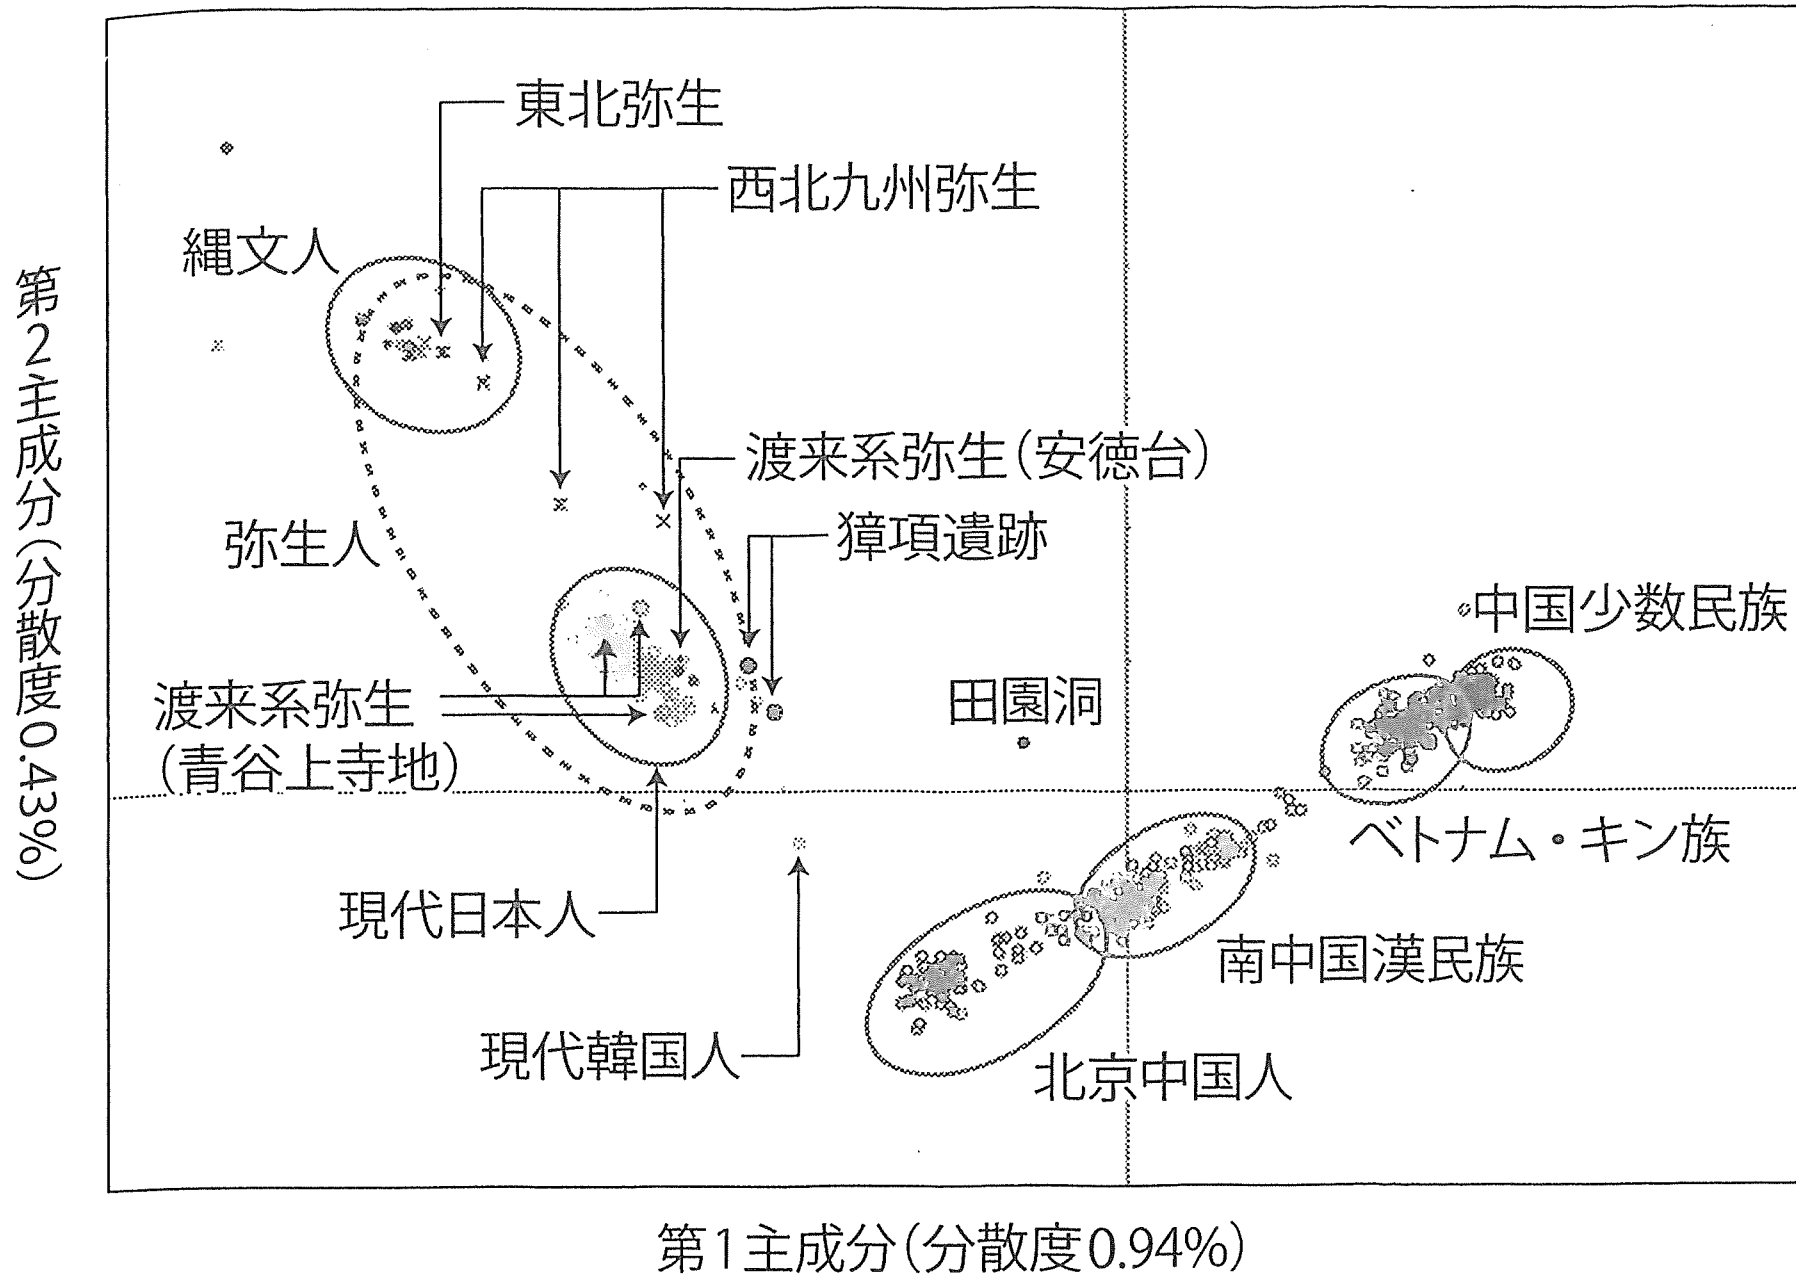 東北弥生
西北九州弥生
縄文人
渡来系弥生(安徳台)
弥生人
獐項遺跡
中国少数民族
田園洞
渡来系弥生
(青谷上寺地)
ベトナム・キン族
現代日本人
南中国漢民族
現代韓国人
北京中国人
第2主成分(分散度0.43%)
第1主成分(分散度0.94%)